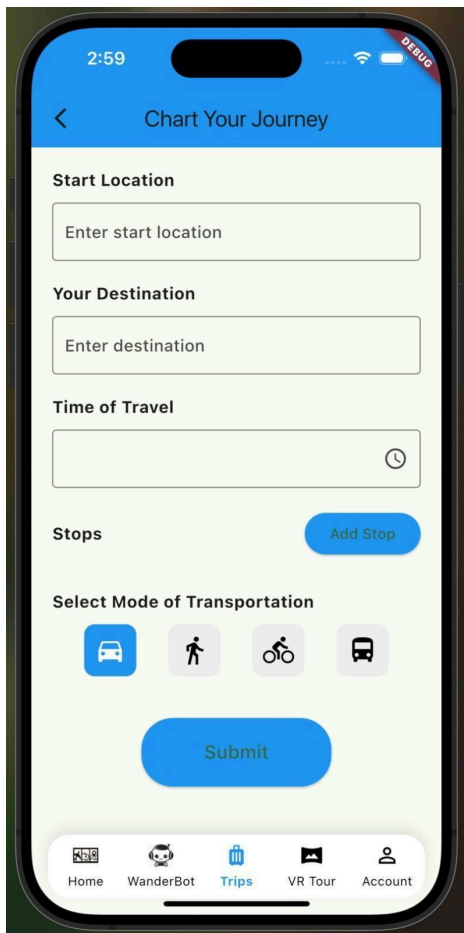 2:59
DEBUG
Chart Your Journey
Start Location
Enter start location
Your Destination
Enter destination
Time of Travel
Stops
Add Stop
Select Mode of Transportation
Submit
Home WanderBot Trips VR Tour Account